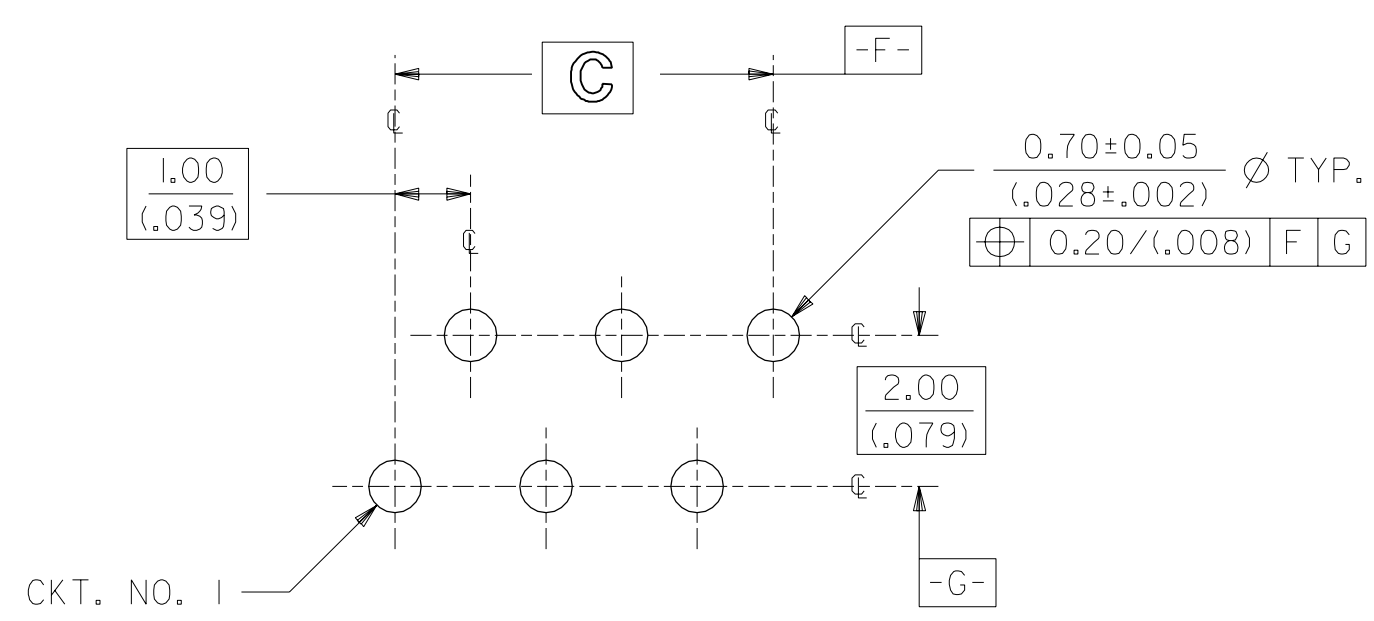 -F-
C
℄ ℄
1.00
(.039)
0.70±0.05
(.028±.002)
Ø TYP.
⌖ 0.20/(.008) F G
℄
℄
2.00
(.079)
℄
-G-
CKT. NO. 1